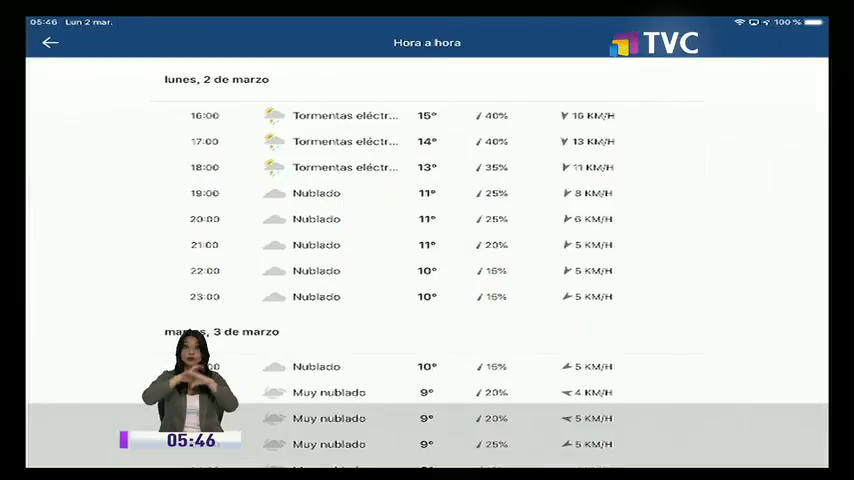 05:46 Lun 2 mar. 100 %
Hora a hora
TVC
lunes, 2 de marzo
16:00 Tormentas eléctr... 15° 40% 16 KM/H
17:00 Tormentas eléctr... 14° 40% 13 KM/H
18:00 Tormentas eléctr... 13° 35% 11 KM/H
19:00 Nublado 11° 25% 8 KM/H
20:00 Nublado 11° 25% 6 KM/H
21:00 Nublado 11° 20% 5 KM/H
22:00 Nublado 10° 15% 5 KM/H
23:00 Nublado 10° 15% 5 KM/H
3 de marzo
Nublado 10° 15% 5 KM/H
Muy nublado 9° 20% 4 KM/H
Muy nublado 9° 20% 5 KM/H
Muy nublado 9° 25% 5 KM/H
05:46